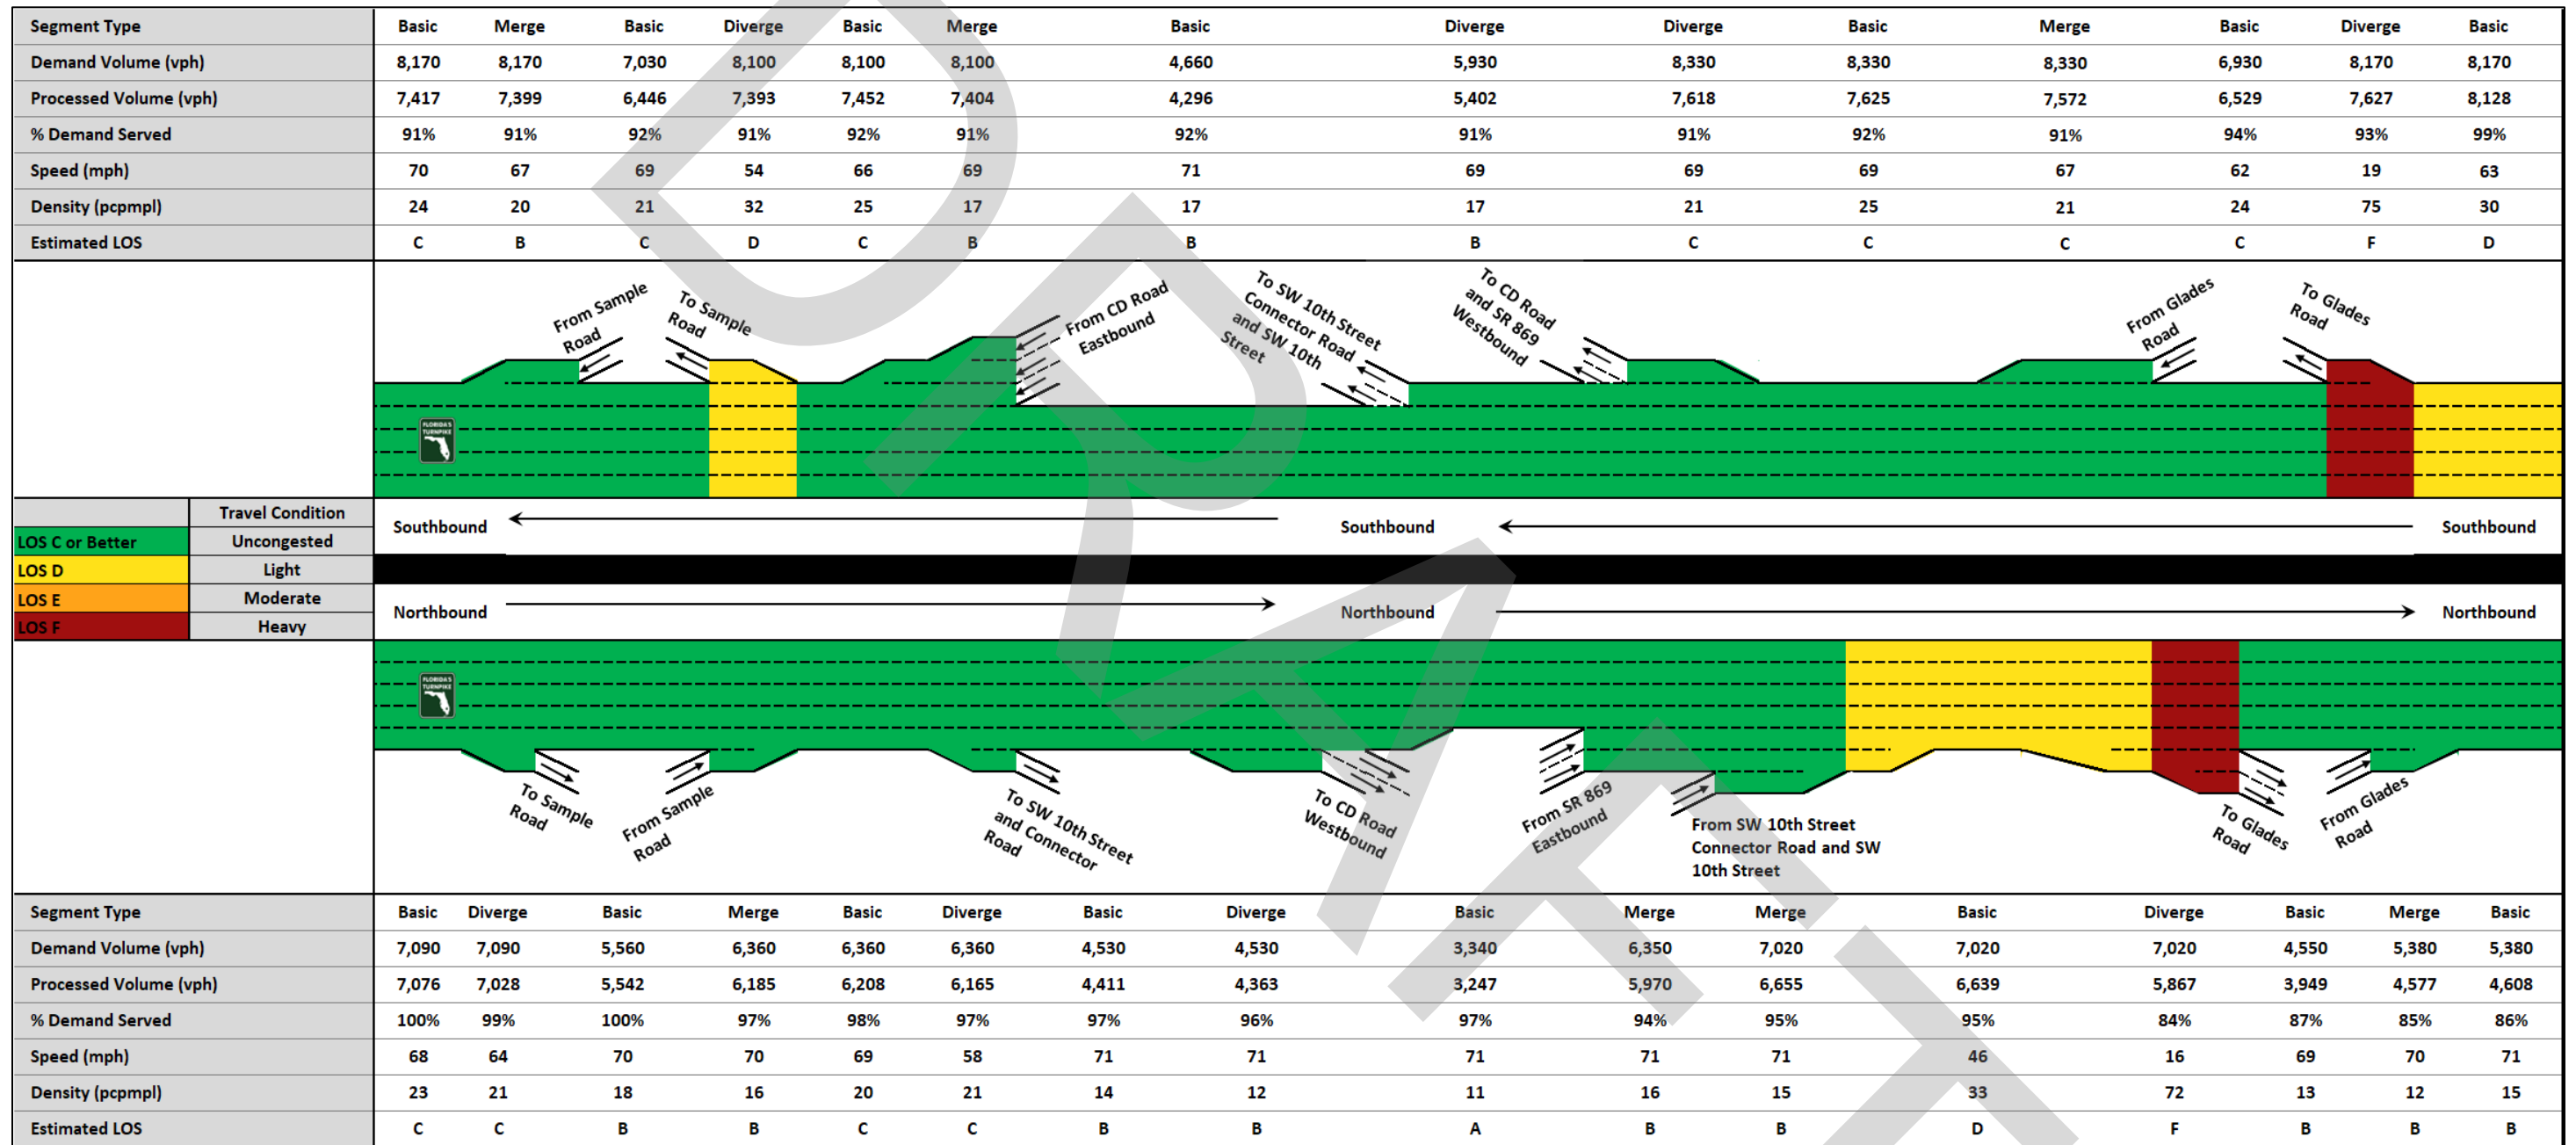 Segment Type Basic Merge Basic Diverge Basic Merge Basic Diverge Diverge Basic Merge Basic Diverge Basic
Demand Volume (vph) 8,170 8,170 7,030 8,100 8,100 8,100 4,660 5,930 8,330 8,330 8,330 6,930 8,170 8,170
Processed Volume (vph) 7,417 7,399 6,446 7,393 7,452 7,404 4,296 5,402 7,618 7,625 7,572 6,529 7,627 8,128
% Demand Served 91% 91% 92% 91% 92% 91% 92% 91% 91% 92% 91% 94% 93% 99%
Speed (mph) 70 67 69 54 66 69 71 69 69 69 67 62 19 63
Density (pcpmpl) 24 20 21 32 25 17 17 17 21 25 21 24 75 30
Estimated LOS C B C D C B B B C C C C F D
From Sample
Road
To Sample
Road
From CD Road
Eastbound
To SW 10th Street
Connector Road
and SW 10th
Street
To CD Road
and SR 869
Westbound
From Glades
Road
To Glades
Road
FLORIDA'S
TURNPIKE
Travel Condition
LOS C or Better Uncongested
LOS D Light
LOS E Moderate
LOS F Heavy
Southbound Southbound Southbound
Northbound Northbound Northbound
FLORIDA'S
TURNPIKE
To Sample
Road
From Sample
Road
To SW 10th Street
and Connector
Road
To CD Road
Westbound
From SR 869
Eastbound
From SW 10th Street
Connector Road and SW
10th Street
To Glades
Road
From Glades
Road
Segment Type Basic Diverge Basic Merge Basic Diverge Basic Diverge Basic Merge Merge Basic Diverge Basic Merge Basic
Demand Volume (vph) 7,090 7,090 5,560 6,360 6,360 6,360 4,530 4,530 3,340 6,350 7,020 7,020 7,020 4,550 5,380 5,380
Processed Volume (vph) 7,076 7,028 5,542 6,185 6,208 6,165 4,411 4,363 3,247 5,970 6,655 6,639 5,867 3,949 4,577 4,608
% Demand Served 100% 99% 100% 97% 98% 97% 97% 96% 97% 94% 95% 95% 84% 87% 85% 86%
Speed (mph) 68 64 70 70 69 58 71 71 71 71 71 46 16 69 70 71
Density (pcpmpl) 23 21 18 16 20 21 14 12 11 16 15 33 72 13 12 15
Estimated LOS C C B B C C B B A B B D F B B B
DRAFT